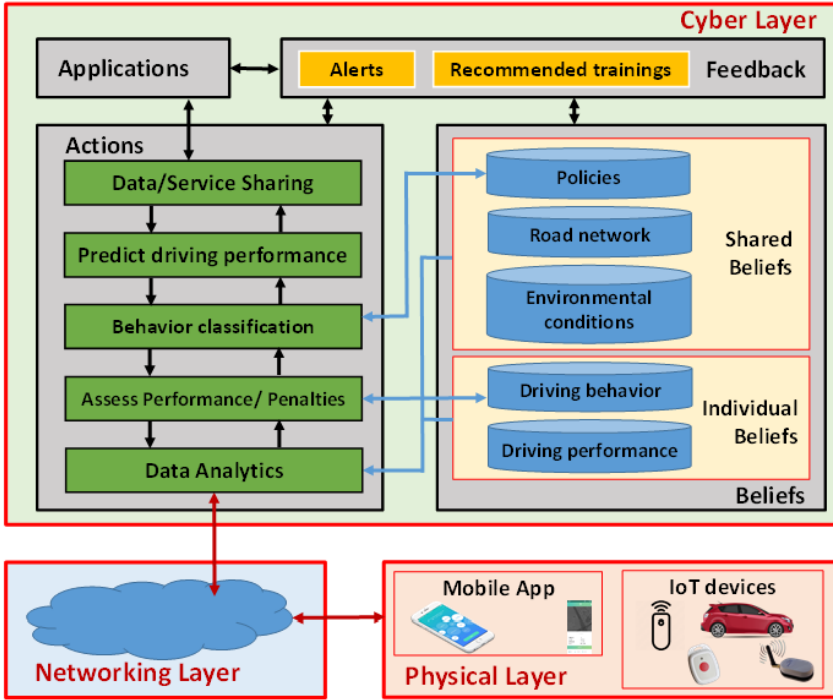 Cyber Layer
Applications
Alerts
Recommended trainings
Feedback
Actions
Data/Service Sharing
Predict driving performance
Behavior classification
Assess Performance/ Penalties
Data Analytics
Policies
Road network
Environmental
conditions
Shared
Beliefs
Driving behavior
Driving performance
Individual
Beliefs
Beliefs
Networking Layer
Mobile App
IoT devices
Physical Layer